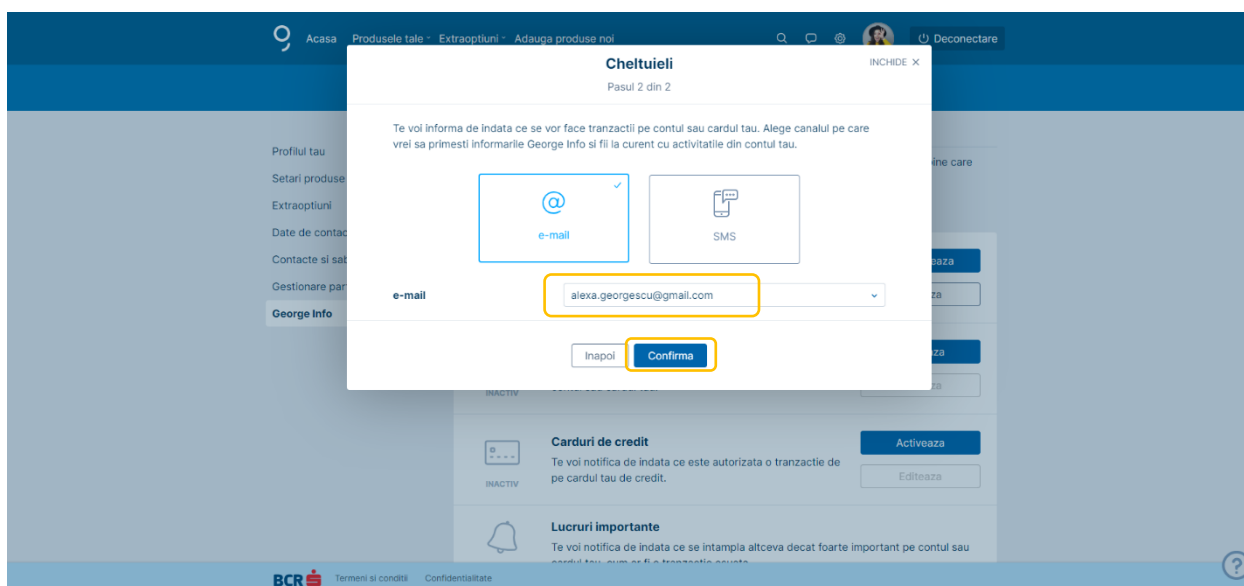 Acasa Produsele tale Extraoptiuni Adauga produse noi Deconectare
Cheltuieli
INCHIDE ×
Pasul 2 din 2
Te voi informa de indata ce se vor face tranzactii pe contul sau cardul tau. Alege canalul pe care
vrei sa primesti informarile George Info si fii la curent cu activitatile din contul tau.
@
e-mail
SMS
e-mail alexa.georgescu@gmail.com
Inapoi Confirma
Profilul tau
Setari produse
Extraoptiuni
Date de contac
Contacte si sab
Gestionare par
George Info
ine care
eaza
za
za
za
INACTIV
Carduri de credit
Te voi notifica de indata ce este autorizata o tranzactie de
pe cardul tau de credit.
INACTIV
Activeaza
Editeaza
Lucruri importante
Te voi notifica de indata ce se intampla altceva decat foarte important pe contul sau
BCR Termeni si conditii Confidentialitate
?